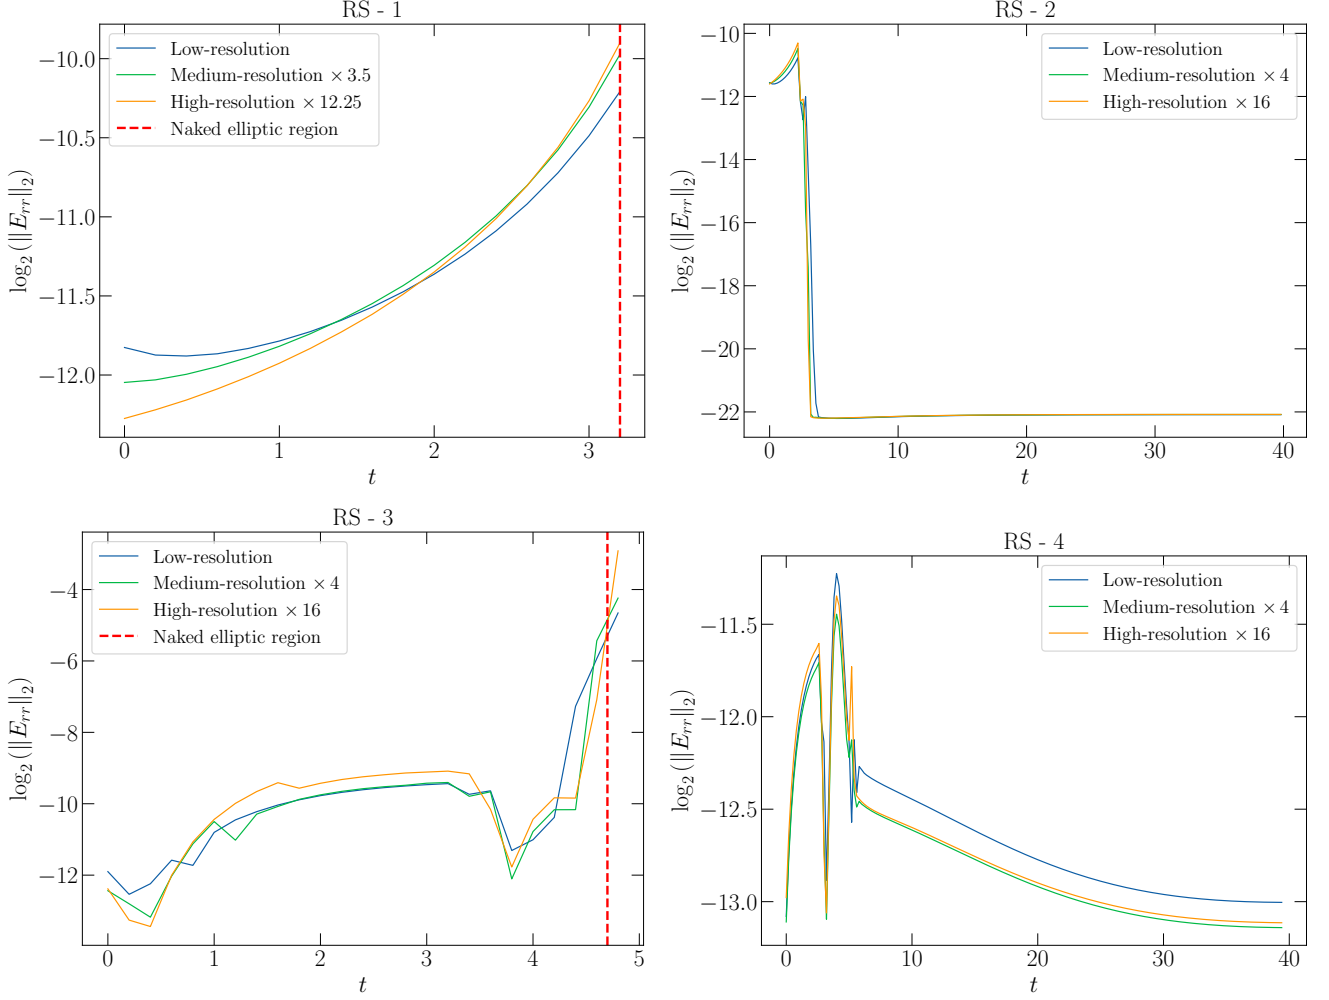 RS - 1
Low-resolution
Medium-resolution × 3.5
High-resolution × 12.25
Naked elliptic region
−10.0
−10.5
−11.0
−11.5
−12.0
log₂ (||E_rr||₂)
0 1 2 3
t
RS - 2
Low-resolution
Medium-resolution × 4
High-resolution × 16
−10
−12
−14
−16
−18
−20
−22
log₂ (||E_rr||₂)
0 10 20 30 40
t
RS - 3
Low-resolution
Medium-resolution × 4
High-resolution × 16
Naked elliptic region
−4
−6
−8
−10
−12
log₂ (||E_rr||₂)
0 1 2 3 4 5
t
RS - 4
Low-resolution
Medium-resolution × 4
High-resolution × 16
−11.5
−12.0
−12.5
−13.0
log₂ (||E_rr||₂)
0 10 20 30 40
t